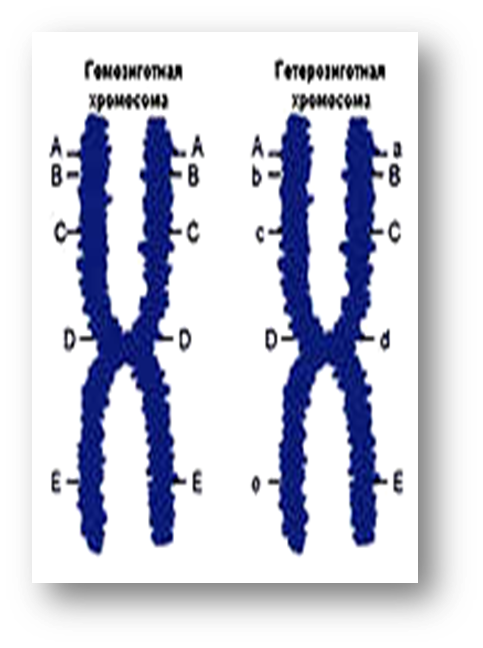 Гомозиготная
хромосома
Гетерозиготная
хромосома
A A
B B
C C
D D
E E
A a
b B
c C
D d
e E